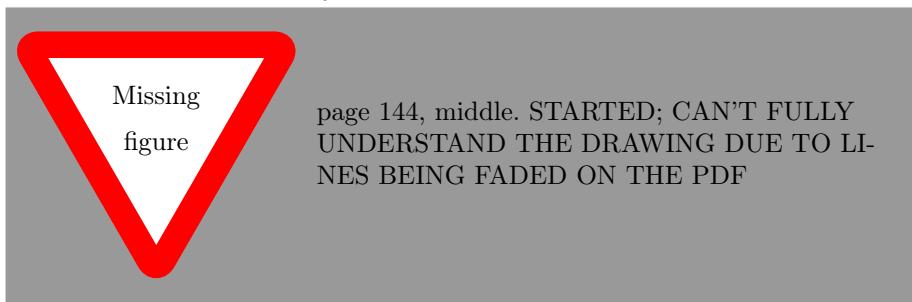 Missing
figure
page 144, middle. STARTED; CAN'T FULLY
UNDERSTAND THE DRAWING DUE TO LI-
NES BEING FADED ON THE PDF